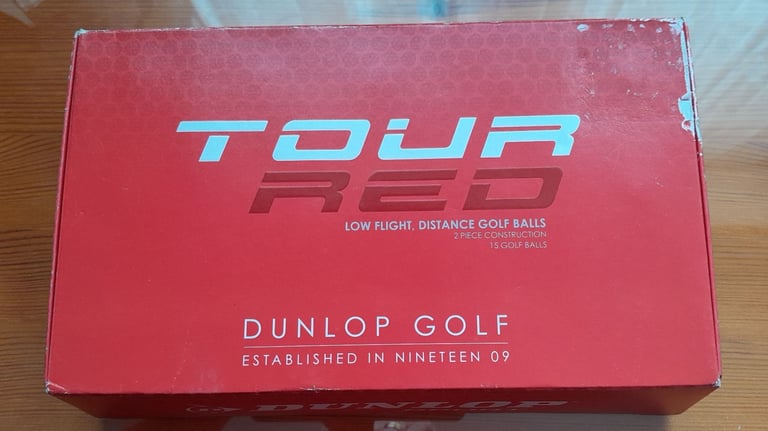 TOUR
RED
LOW FLIGHT, DISTANCE GOLF BALLS
2 PIECE CONSTRUCTION
15 GOLF BALLS
DUNLOP GOLF
ESTABLISHED IN NINETEEN 09
DUNLOP